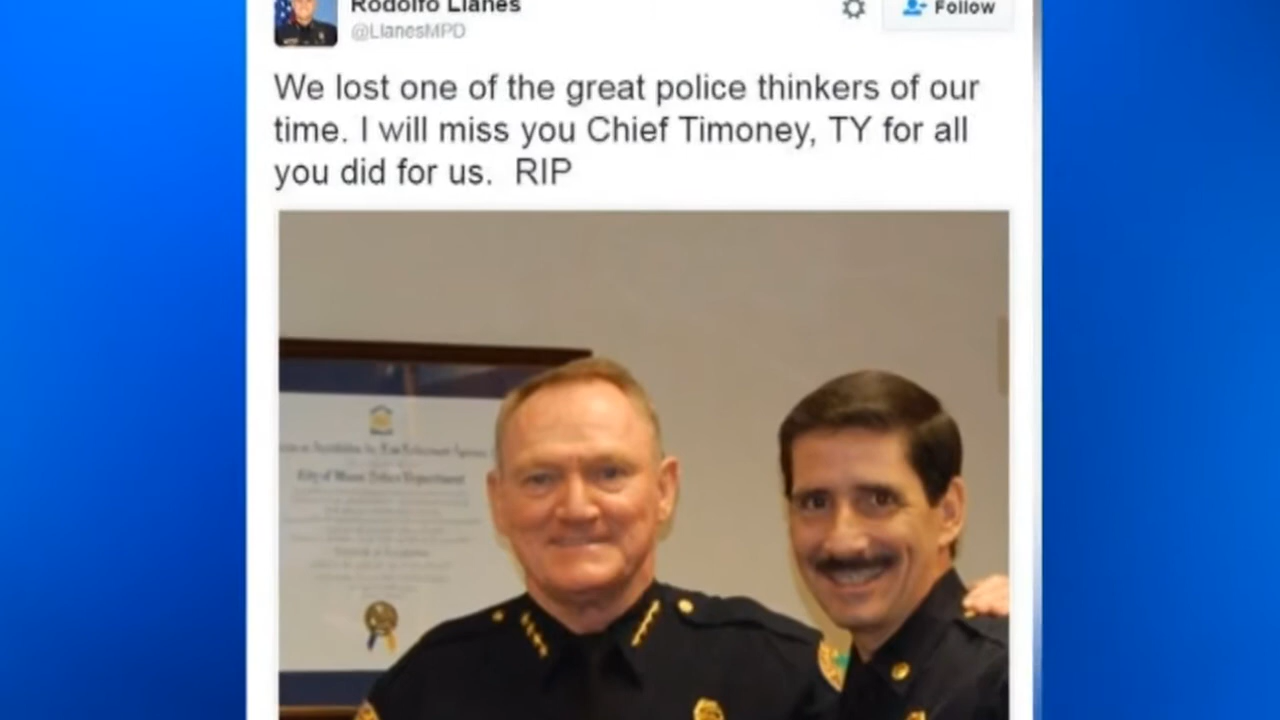 Rodolfo Llanes
@LlanesMPD
Follow
We lost one of the great police thinkers of our
time. I will miss you Chief Timoney, TY for all
you did for us. RIP
City of Miami Police Department